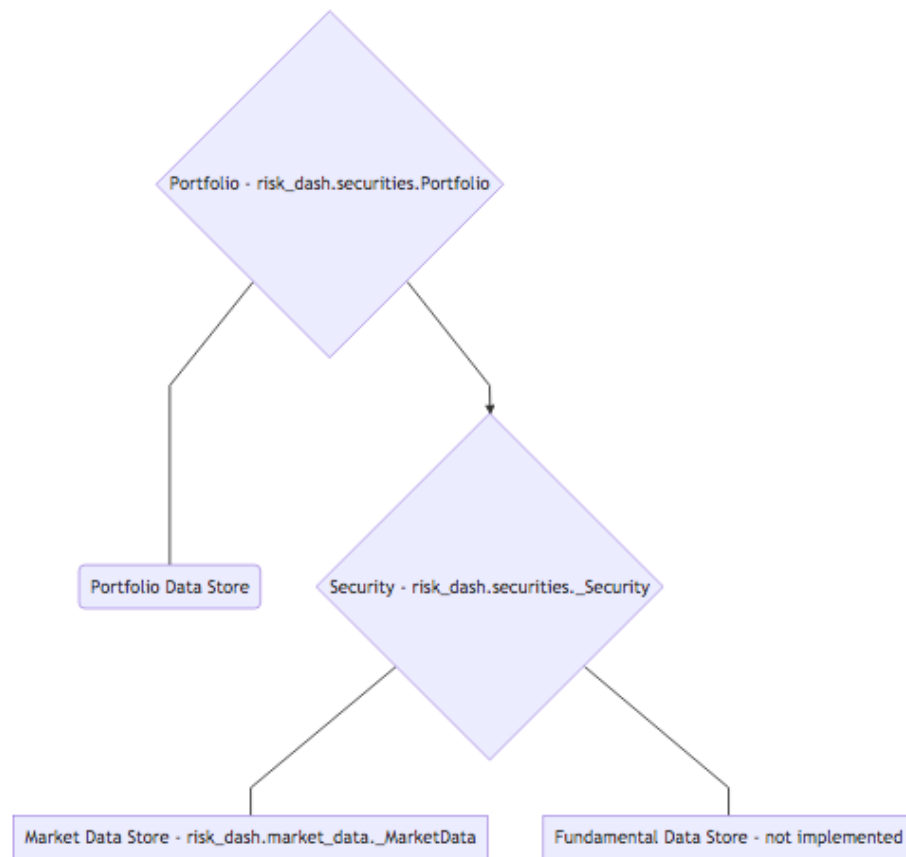 Portfolio - risk_dash.securities.Portfolio
Portfolio Data Store
Security - risk_dash.securities._Security
Market Data Store - risk_dash.market_data._MarketData
Fundamental Data Store - not implemented